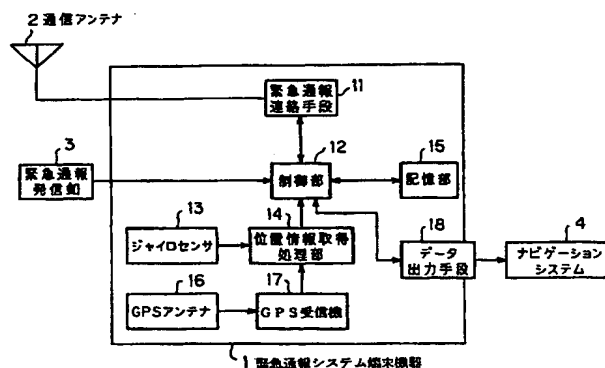 2 通信アンテナ
緊急通報
連絡手段
11
3
緊急通報
発信釦
12
制御部
15
記憶部
13
ジャイロセンサ
14
位置情報取得
処理部
18
データ
出力手段
4
ナビゲーション
システム
16
GPSアンテナ
17
GPS受信機
1 緊急通報システム端末機器